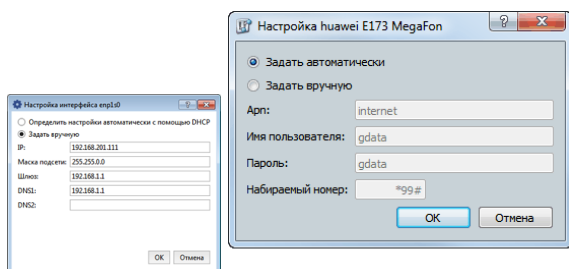 Настройка huawei E173 MegaFon
Задать автоматически
Задать вручную
Apn: internet
Имя пользователя: gdata
Пароль: gdata
Набираемый номер: *99#
OK Отмена
Настройка интерфейса enp1s0
Определить настройки автоматически с помощью DHCP
Задать вручную
IP: 192.168.201.111
Маска подсети: 255.255.0.0
Шлюз: 192.168.1.1
DNS1: 192.168.1.1
DNS2:
OK Отмена